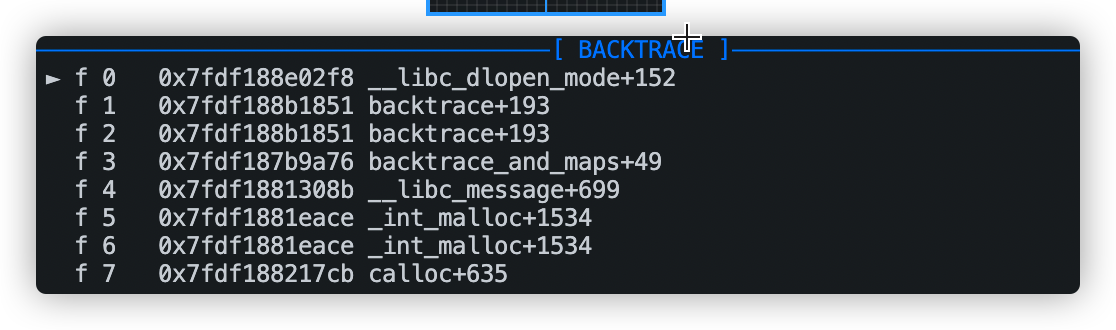 [ BACKTRACE ]
► f 0   0x7fdf188e02f8 __libc_dlopen_mode+152
f 1   0x7fdf188b1851 backtrace+193
f 2   0x7fdf188b1851 backtrace+193
f 3   0x7fdf187b9a76 backtrace_and_maps+49
f 4   0x7fdf1881308b __libc_message+699
f 5   0x7fdf1881eace _int_malloc+1534
f 6   0x7fdf1881eace _int_malloc+1534
f 7   0x7fdf188217cb calloc+635